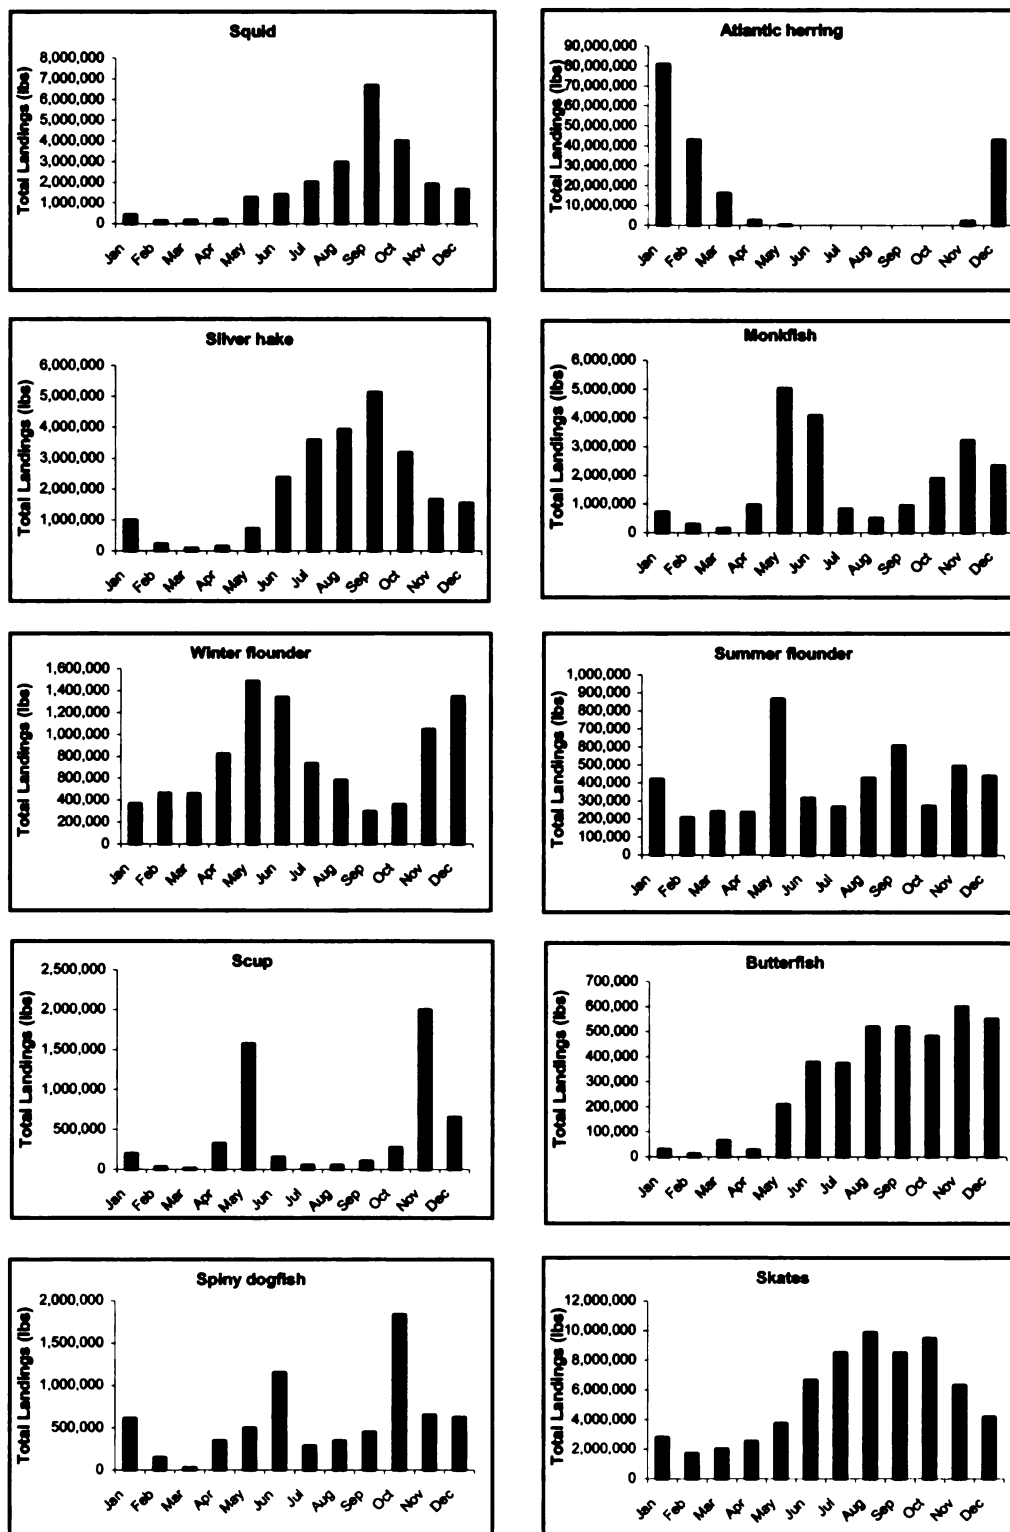 Squid
Total Landings (lbs)
8,000,000
7,000,000
6,000,000
5,000,000
4,000,000
3,000,000
2,000,000
1,000,000
0
Jan Feb Mar Apr May Jun Jul Aug Sep Oct Nov Dec
Atlantic herring
Total Landings (lbs)
90,000,000
80,000,000
70,000,000
60,000,000
50,000,000
40,000,000
30,000,000
20,000,000
10,000,000
0
Jan Feb Mar Apr May Jun Jul Aug Sep Oct Nov Dec
Silver hake
Total Landings (lbs)
6,000,000
5,000,000
4,000,000
3,000,000
2,000,000
1,000,000
0
Jan Feb Mar Apr May Jun Jul Aug Sep Oct Nov Dec
Monkfish
Total Landings (lbs)
6,000,000
5,000,000
4,000,000
3,000,000
2,000,000
1,000,000
0
Jan Feb Mar Apr May Jun Jul Aug Sep Oct Nov Dec
Winter flounder
Total Landings (lbs)
1,600,000
1,400,000
1,200,000
1,000,000
800,000
600,000
400,000
200,000
0
Jan Feb Mar Apr May Jun Jul Aug Sep Oct Nov Dec
Summer flounder
Total Landings (lbs)
1,000,000
900,000
800,000
700,000
600,000
500,000
400,000
300,000
200,000
100,000
0
Jan Feb Mar Apr May Jun Jul Aug Sep Oct Nov Dec
Scup
Total Landings (lbs)
2,500,000
2,000,000
1,500,000
1,000,000
500,000
0
Jan Feb Mar Apr May Jun Jul Aug Sep Oct Nov Dec
Butterfish
Total Landings (lbs)
700,000
600,000
500,000
400,000
300,000
200,000
100,000
0
Jan Feb Mar Apr May Jun Jul Aug Sep Oct Nov Dec
Spiny dogfish
Total Landings (lbs)
2,000,000
1,500,000
1,000,000
500,000
0
Jan Feb Mar Apr May Jun Jul Aug Sep Oct Nov Dec
Skates
Total Landings (lbs)
12,000,000
10,000,000
8,000,000
6,000,000
4,000,000
2,000,000
0
Jan Feb Mar Apr May Jun Jul Aug Sep Oct Nov Dec